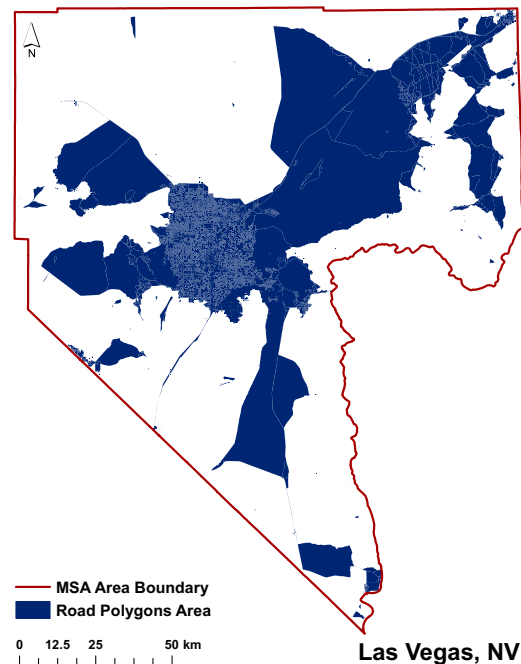 N
MSA Area Boundary
Road Polygons Area
0 12.5 25 50 km
Las Vegas, NV